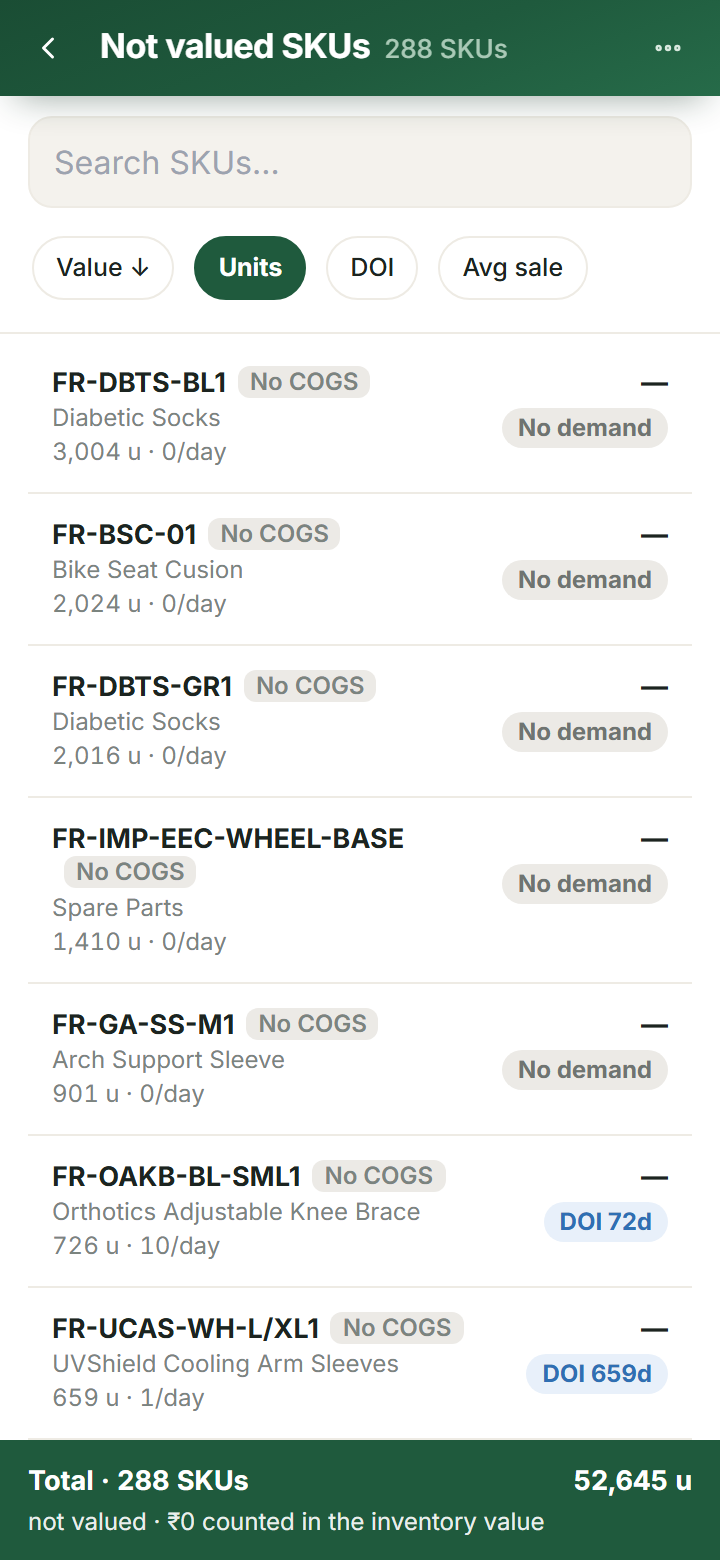 Not valued SKUs 288 SKUs
Search SKUs...
Value ↓ Units DOI Avg sale
FR-DBTS-BL1 No COGS —
Diabetic Socks No demand
3,004 u · 0/day
FR-BSC-01 No COGS —
Bike Seat Cusion No demand
2,024 u · 0/day
FR-DBTS-GR1 No COGS —
Diabetic Socks No demand
2,016 u · 0/day
FR-IMP-EEC-WHEEL-BASE —
No COGS No demand
Spare Parts
1,410 u · 0/day
FR-GA-SS-M1 No COGS —
Arch Support Sleeve No demand
901 u · 0/day
FR-OAKB-BL-SML1 No COGS —
Orthotics Adjustable Knee Brace DOI 72d
726 u · 10/day
FR-UCAS-WH-L/XL1 No COGS —
UVShield Cooling Arm Sleeves DOI 659d
659 u · 1/day
Total · 288 SKUs 52,645 u
not valued · ₹0 counted in the inventory value